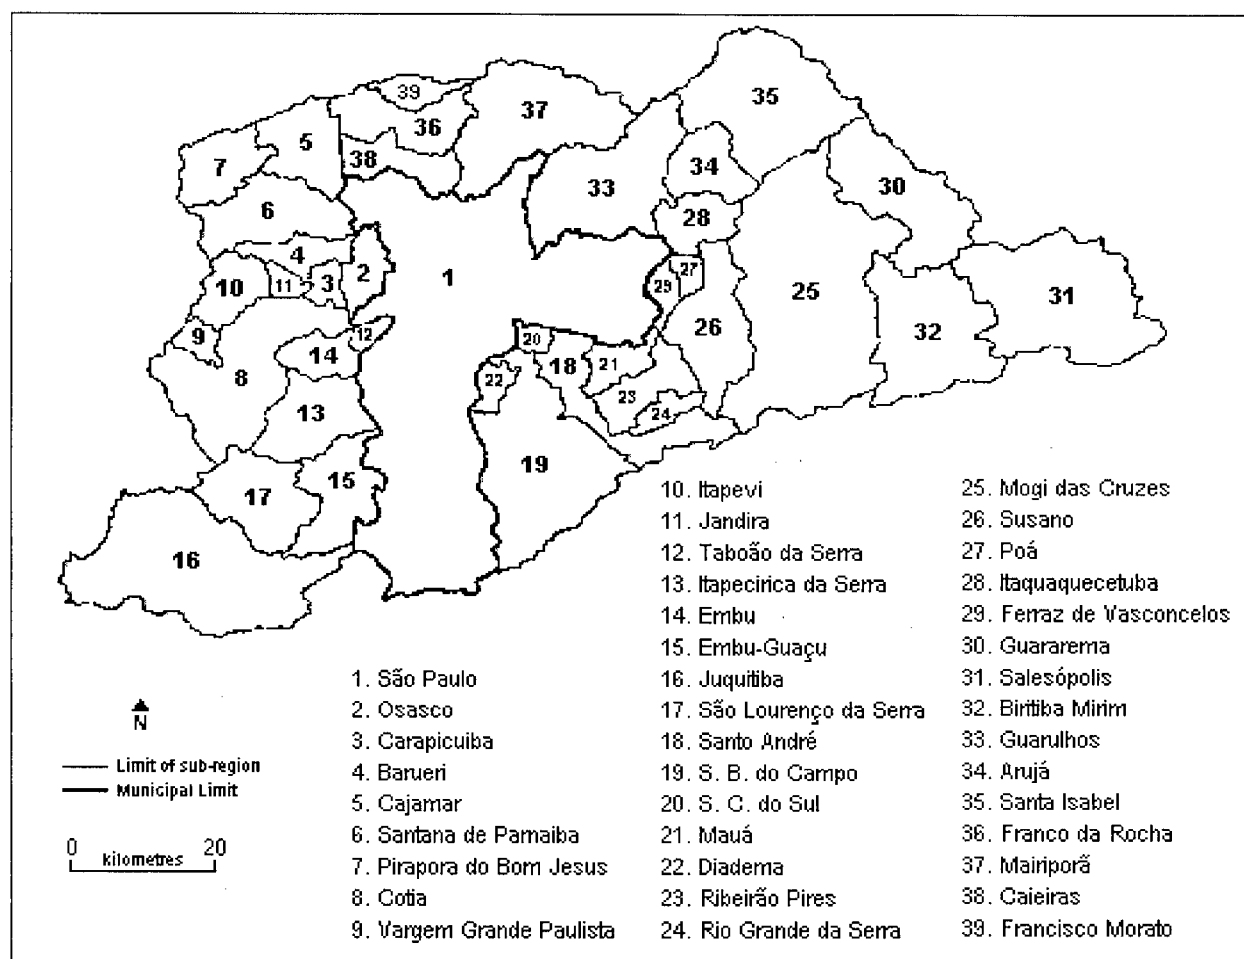 39
35
37
36
5
38
7
34
33
30
6
28
4
2
27
1
3
11
10
29
25
31
12
20
9
26
32
14
21
18
8
22
23
24
13
19
15
17
16
10. Itapevi
11. Jandira
12. Taboão da Serra
13. Itapecirica da Serra
14. Embu
15. Embu-Guaçu
16. Juquitiba
17. São Lourenço da Serra
18. Santo André
19. S. B. do Campo
20. S. C. do Sul
21. Mauá
22. Diadema
23. Ribeirão Pires
24. Rio Grande da Serra
25. Mogi das Cruzes
26. Susano
27. Poá
28. Itaquaquecetuba
29. Ferraz de Vasconcelos
30. Guararema
31. Salesópolis
32. Biritiba Mirim
33. Guarulhos
34. Arujá
35. Santa Isabel
36. Franco da Rocha
37. Mairiporã
38. Caieiras
39. Francisco Morato
1. São Paulo
2. Osasco
3. Carapicuiba
4. Barueri
5. Cajamar
6. Santana de Parnaiba
7. Pirapora do Bom Jesus
8. Cotia
9. Vargem Grande Paulista
N
Limit of sub-region
Municipal Limit
0 20
kilometres